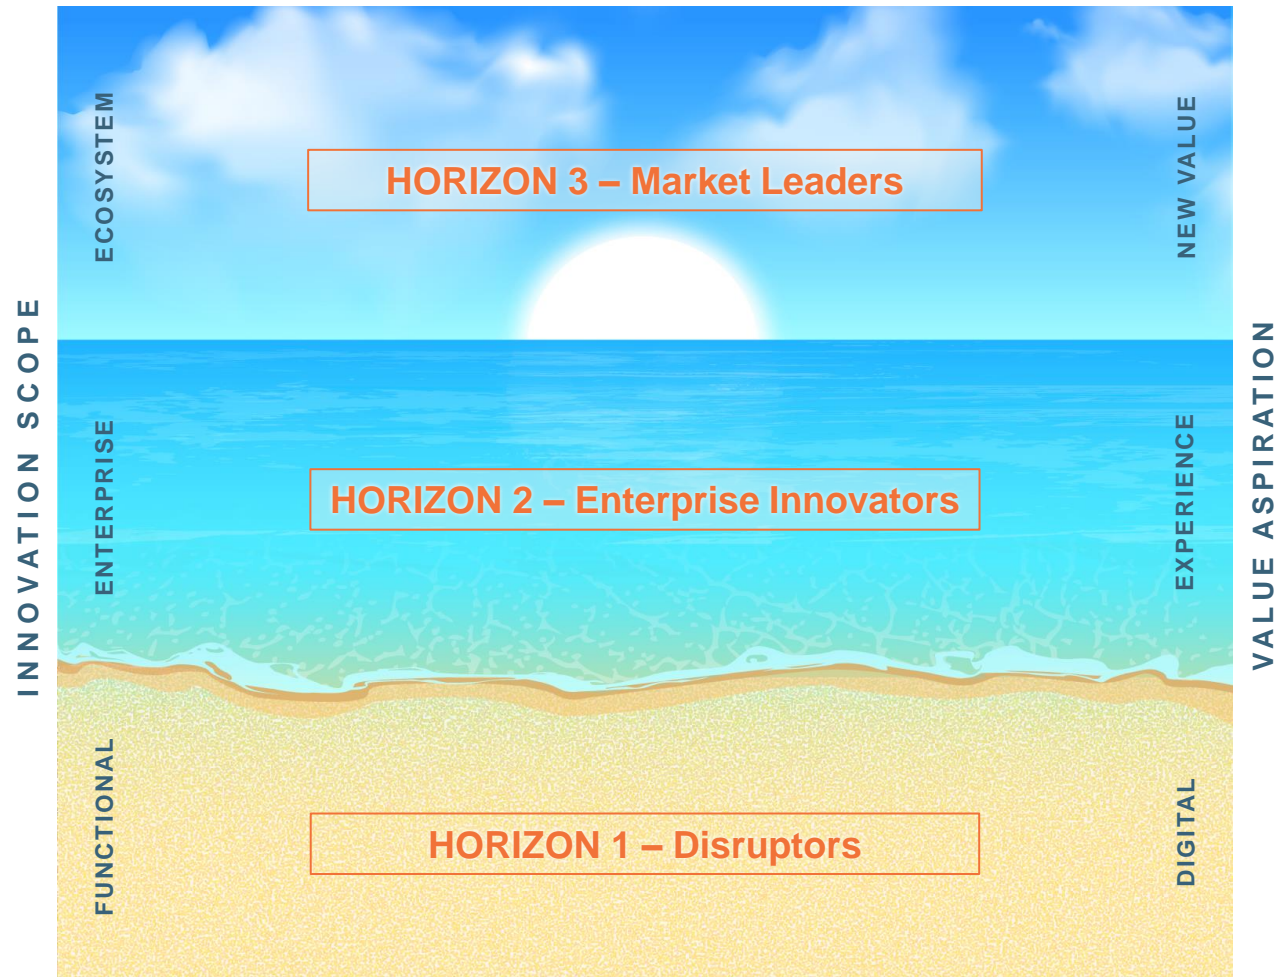 INNOVATION SCOPE
ECOSYSTEM
HORIZON 3 – Market Leaders
NEW VALUE
ENTERPRISE
HORIZON 2 – Enterprise Innovators
EXPERIENCE
FUNCTIONAL
HORIZON 1 – Disruptors
DIGITAL
VALUE ASPIRATION